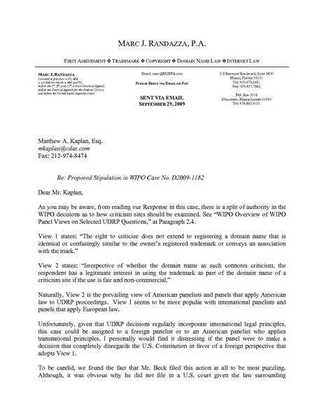 MARC J. RANDAZZA, P.A.
FIRST AMENDMENT ♦ TRADEMARK ♦ COPYRIGHT ♦ DOMAIN NAME LAW ♦ INTERNET LAW
MARC J. RANDAZZA
SENT VIA EMAIL
SEPTEMBER 29, 2009
Matthew A. Kaplan, Esq.
mkaplan@cdas.com
Fax: 212-974-8474
Re: Proposed Stipulation in WIPO Case No. D2009-1182
Dear Mr. Kaplan,
As you may be aware, from reading our Response in this case, there is a split of authority in the
WIPO decisions as to how criticism sites should be examined. See "WIPO Overview of WIPO
Panel Views on Selected UDRP Questions," at Paragraph 2.4.
View 1 states: "The right to criticize does not extend to registering a domain name that is
identical or confusingly similar to the owner's registered trademark or conveys an association
with the mark."
View 2 states: "Irrespective of whether the domain name as such connotes criticism, the
respondent has a legitimate interest in using the trademark as part of the domain name of a
criticism site if the use is fair and non-commercial."
Naturally, View 2 is the prevailing view of American panelists and panels that apply American
law to UDRP proceedings. View 1 seems to be more popular with international panelists and
panels that apply European law.
Unfortunately, given that UDRP decisions regularly incorporate international legal principles,
this case could be assigned to a foreign panelist or to an American panelist who applies
transnational principles. I personally would find it distressing if the panel were to make a
decision that completely disregards the U.S. Constitution in favor of a foreign perspective that
adopts View 1.
To be candid, we found the fact that Mr. Beck filed this action at all to be most puzzling.
Although, it was obvious why he did not file in a U.S. court given the law surrounding